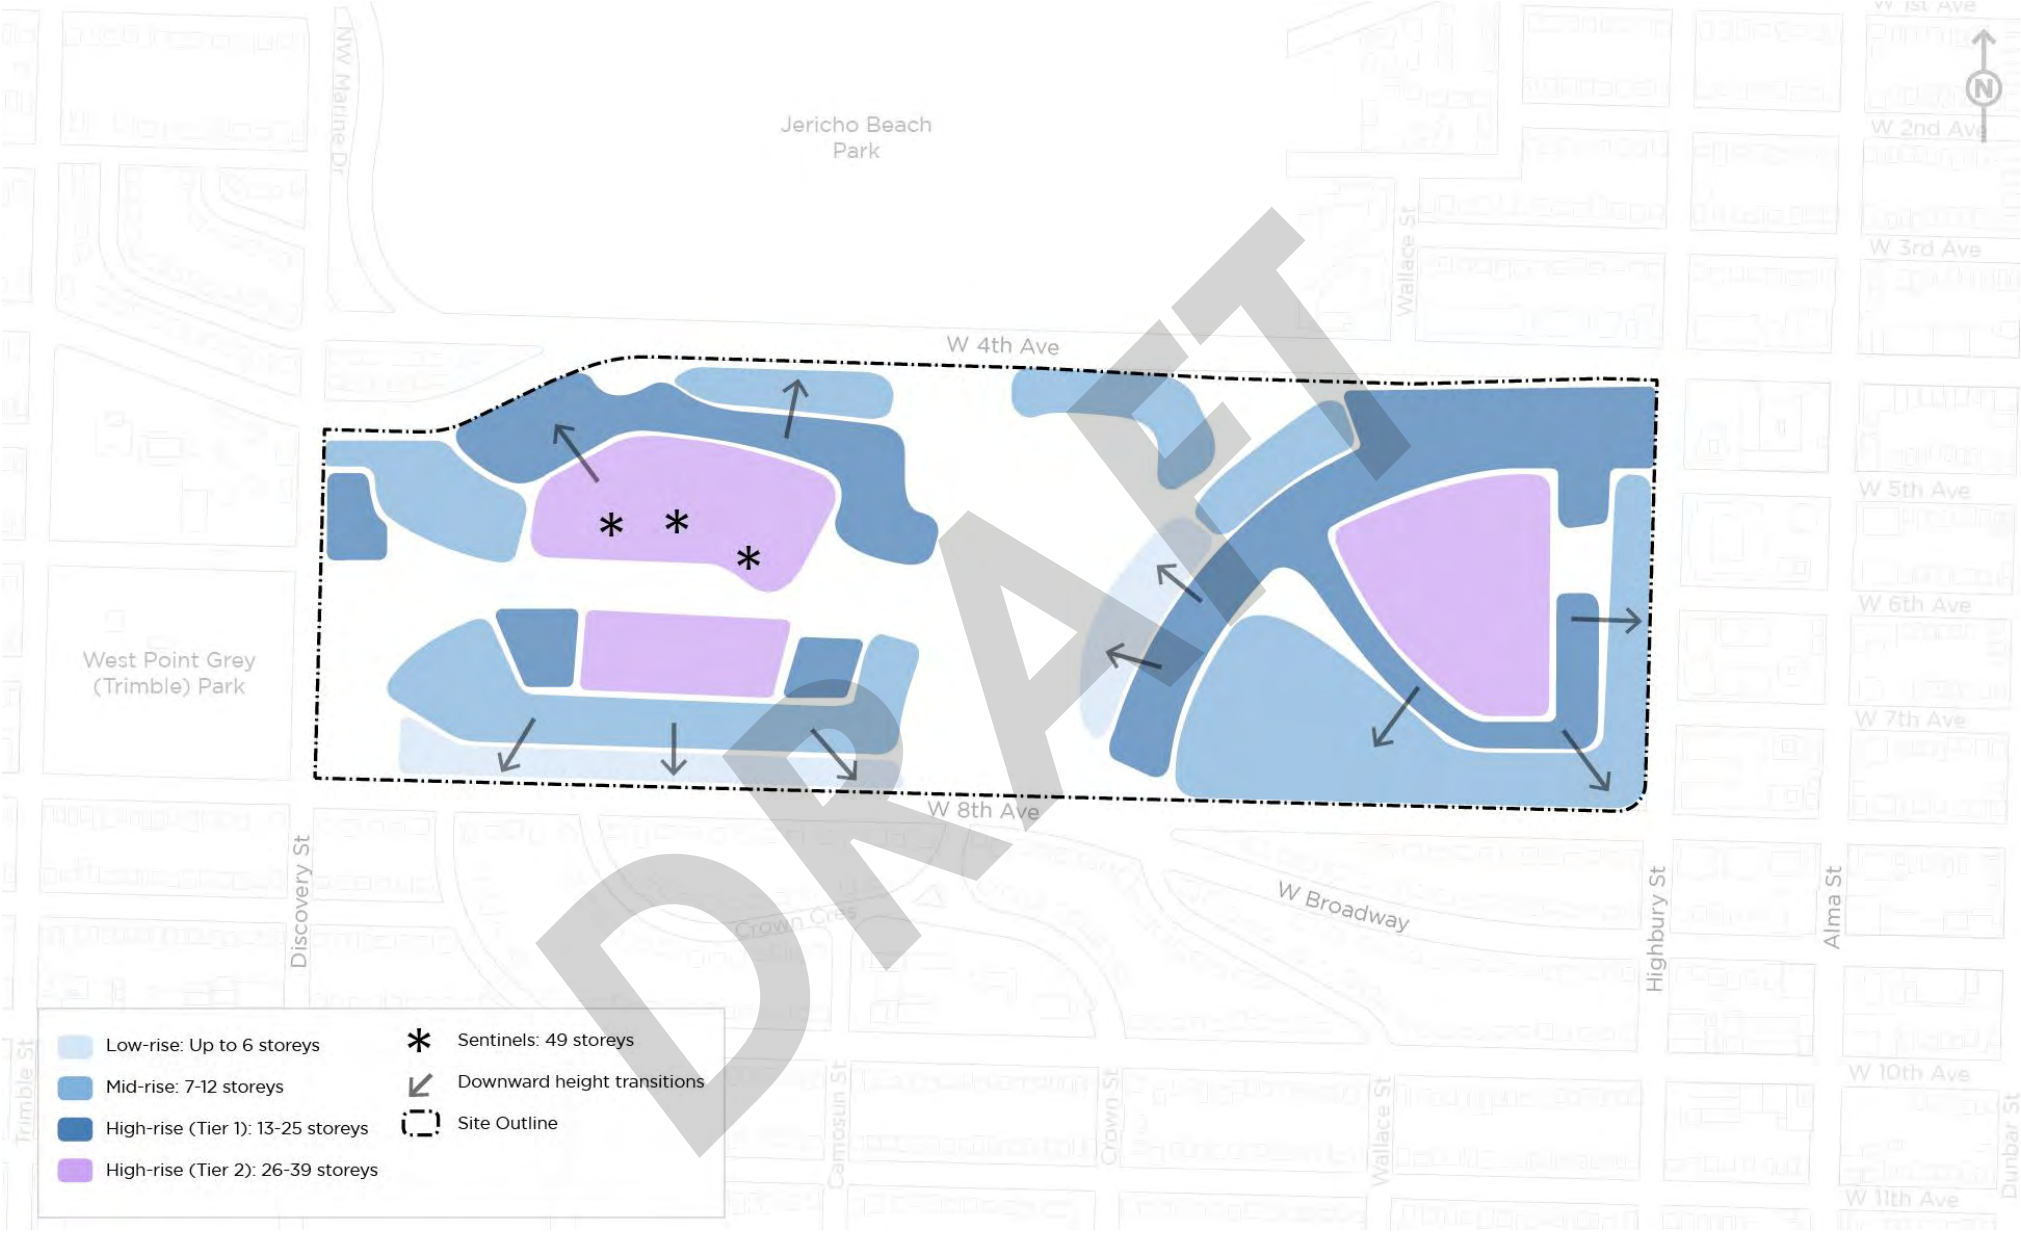 W 1st Ave
NW Marine Dr
N
Jericho Beach
Park
W 2nd Ave
Wallace St
W 3rd Ave
W 4th Ave
W 5th Ave
W 6th Ave
West Point Grey
(Trimble) Park
W 7th Ave
W 8th Ave
DRAFT
Discovery St
Crown Cres
W Broadway
Highbury St
Alma St
Trimble St
Camosun St
Crown St
Wallace St
W 10th Ave
Dunbar St
W 11th Ave
Low-rise: Up to 6 storeys
Mid-rise: 7-12 storeys
High-rise (Tier 1): 13-25 storeys
High-rise (Tier 2): 26-39 storeys
* Sentinels: 49 storeys
Downward height transitions
Site Outline